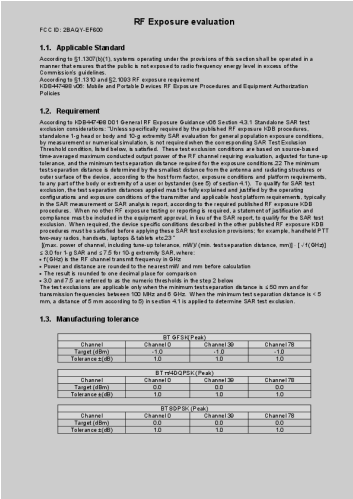 RF Exposure evaluation
FCC ID: 2BAQY-EF600
1.1. Applicable Standard
According to §1.1307(b)(1), systems operating under the provisions of this section shall be operated in a
manner that ensures that the public is not exposed to radio frequency energy level in excess of the
Commission's guidelines.
According to §1.1310 and §2.1093 RF exposure requirement
KDB447498 v06: Mobile and Portable Devices RF Exposure Procedures and Equipment Authorization
Policies
1.2. Requirement
According to KDB447498 D01 General RF Exposure Guidance v06 Section 4.3.1 Standalone SAR test
exclusion considerations: "Unless specifically required by the published RF exposure KDB procedures,
standalone 1-g head or body and 10-g extremity SAR evaluation for general population exposure conditions,
by measurement or numerical simulation, is not required when the corresponding SAR Test Exclusion
Threshold condition, listed below, is satisfied. These test exclusion conditions are based on source-based
time-averaged maximum conducted output power of the RF channel requiring evaluation, adjusted for tune-up
tolerance, and the minimum test separation distance required for the exposure conditions.22 The minimum
test separation distance is determined by the smallest distance from the antenna and radiating structures or
outer surface of the device, according to the host form factor, exposure conditions and platform requirements,
to any part of the body or extremity of a user or bystander (see 5) of section 4.1). To qualify for SAR test
exclusion, the test separation distances applied must be fully explained and justified by the operating
configurations and exposure conditions of the transmitter and applicable host platform requirements, typically
in the SAR measurement or SAR analysis report, according to the required published RF exposure KDB
procedures. When no other RF exposure testing or reporting is required, a statement of justification and
compliance must be included in the equipment approval, in lieu of the SAR report, to qualify for the SAR test
exclusion. When required, the device specific conditions described in the other published RF exposure KDB
procedures must be satisfied before applying these SAR test exclusion provisions; for example, handheld PTT
two-way radios, handsets, laptops & tablets etc.23 "
[(max. power of channel, including tune-up tolerance, mW)/(min. test separation distance, mm)] · [√f(GHz)]
≤ 3.0 for 1-g SAR and ≤ 7.5 for 10-g extremity SAR, where:
• f(GHz) is the RF channel transmit frequency in GHz
• Power and distance are rounded to the nearest mW and mm before calculation
• The result is rounded to one decimal place for comparison
• 3.0 and 7.5 are referred to as the numeric thresholds in the step 2 below
The test exclusions are applicable only when the minimum test separation distance is ≤ 50 mm and for
transmission frequencies between 100 MHz and 6 GHz. When the minimum test separation distance is < 5
mm, a distance of 5 mm according to 5) in section 4.1 is applied to determine SAR test exclusion.
1.3. Manufacturing tolerance
BT GFSK(Peak)
Channel Channel 0 Channel 39 Channel 78
Target (dBm) -1.0 -1.0 -1.0
Tolerance ±(dB) 1.0 1.0 1.0
BT π/4DQPSK (Peak)
Channel Channel 0 Channel 39 Channel 78
Target (dBm) 0.0 0.0 0.0
Tolerance ±(dB) 1.0 1.0 1.0
BT 8DPSK (Peak)
Channel Channel 0 Channel 39 Channel 78
Target (dBm) 0.0 0.0 0.0
Tolerance ±(dB) 1.0 1.0 1.0